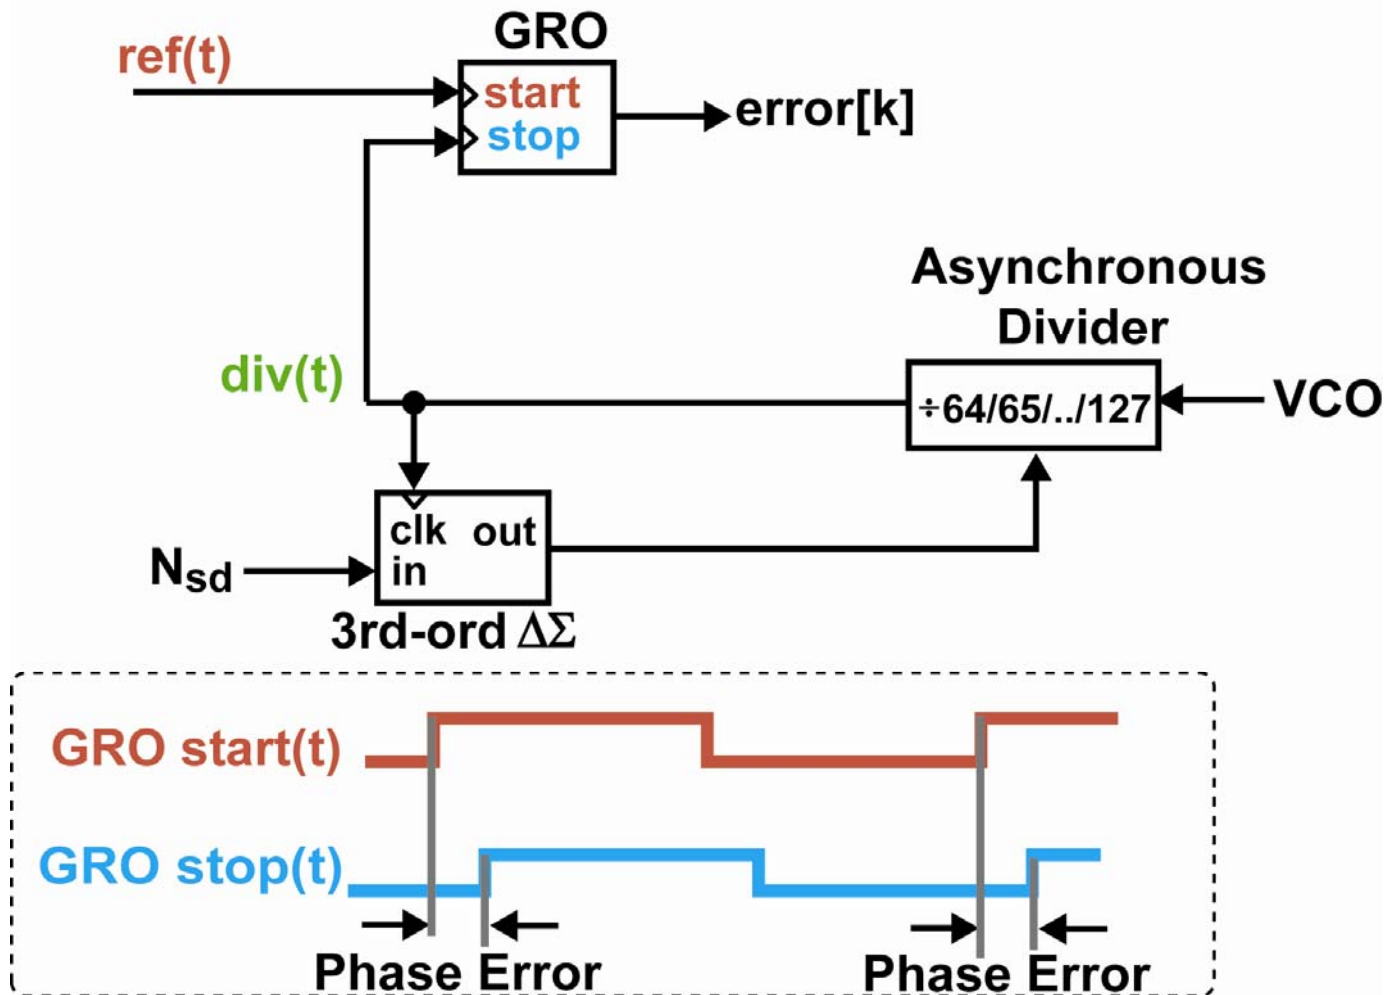 GRO
ref(t)
start
stop
error[k]
Asynchronous
Divider
div(t)
÷64/65/../127
VCO
clk out
in
Nsd
3rd-ord ΔΣ
GRO start(t)
GRO stop(t)
Phase Error
Phase Error